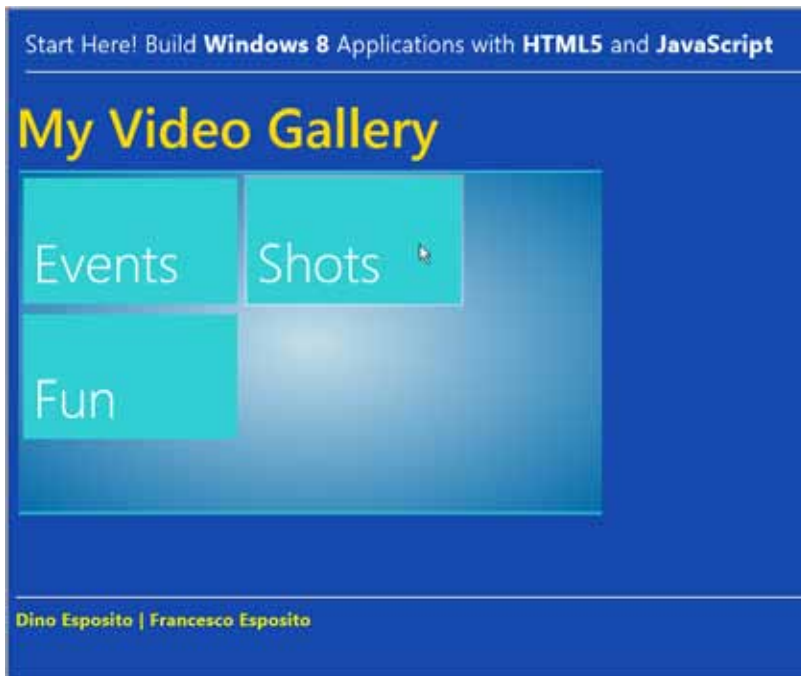 Start Here! Build Windows 8 Applications with HTML5 and JavaScript
My Video Gallery
Events
Shots
Fun
Dino Esposito | Francesco Esposito